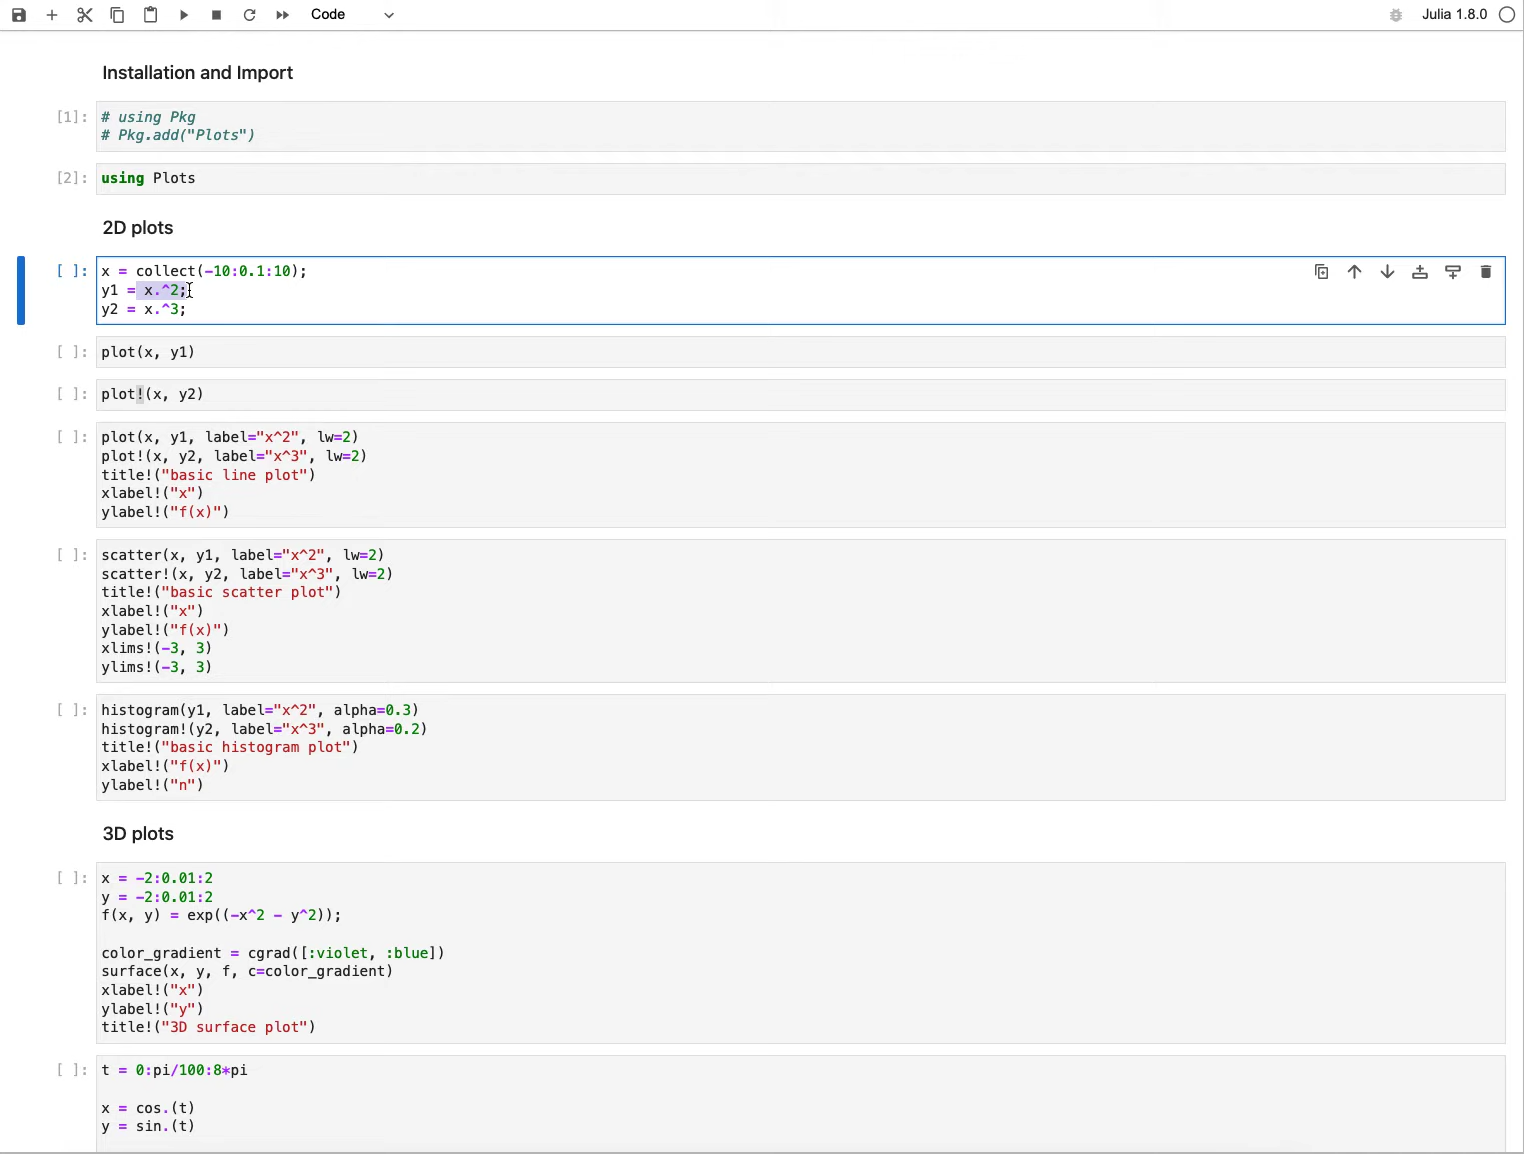 Code
Julia 1.8.0
Installation and Import
[1]:
# using Pkg
# Pkg.add("Plots")
[2]:
using Plots
2D plots
[ ]:
x = collect(-10:0.1:10);
y1 = x.^2;
y2 = x.^3;
[ ]:
plot(x, y1)
[ ]:
plot!(x, y2)
[ ]:
plot(x, y1, label="x^2", lw=2)
plot!(x, y2, label="x^3", lw=2)
title!("basic line plot")
xlabel!("x")
ylabel!("f(x)")
[ ]:
scatter(x, y1, label="x^2", lw=2)
scatter!(x, y2, label="x^3", lw=2)
title!("basic scatter plot")
xlabel!("x")
ylabel!("f(x)")
xlims!(-3, 3)
ylims!(-3, 3)
[ ]:
histogram(y1, label="x^2", alpha=0.3)
histogram!(y2, label="x^3", alpha=0.2)
title!("basic histogram plot")
xlabel!("f(x)")
ylabel!("n")
3D plots
[ ]:
x = -2:0.01:2
y = -2:0.01:2
f(x, y) = exp((-x^2 - y^2));
color_gradient = cgrad([:violet, :blue])
surface(x, y, f, c=color_gradient)
xlabel!("x")
ylabel!("y")
title!("3D surface plot")
[ ]:
t = 0:pi/100:8*pi
x = cos.(t)
y = sin.(t)